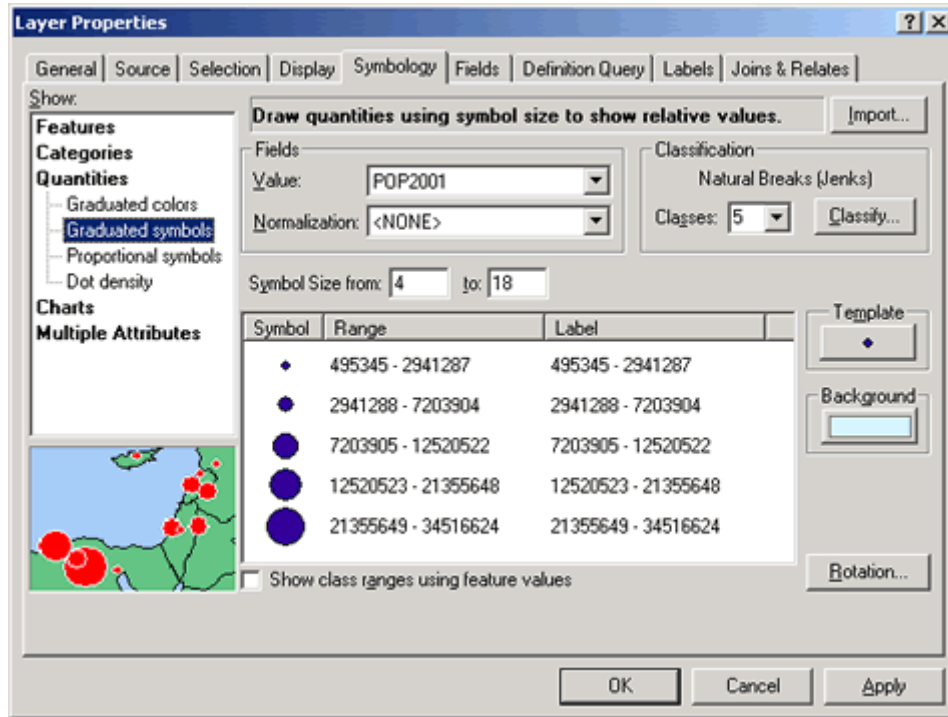 Layer Properties
General Source Selection Display Symbology Fields Definition Query Labels Joins & Relates
Show:
Features
Categories
Quantities
Graduated colors
Graduated symbols
Proportional symbols
Dot density
Charts
Multiple Attributes
Draw quantities using symbol size to show relative values.
Import...
Fields
Value: POP2001
Normalization: <NONE>
Classification
Natural Breaks (Jenks)
Classes: 5 Classify...
Symbol Size from: 4 to: 18
Symbol Range Label
495345 - 2941287 495345 - 2941287
2941288 - 7203904 2941288 - 7203904
7203905 - 12520522 7203905 - 12520522
12520523 - 21355648 12520523 - 21355648
21355649 - 34516624 21355649 - 34516624
Template
Background
Show class ranges using feature values
Rotation...
OK Cancel Apply